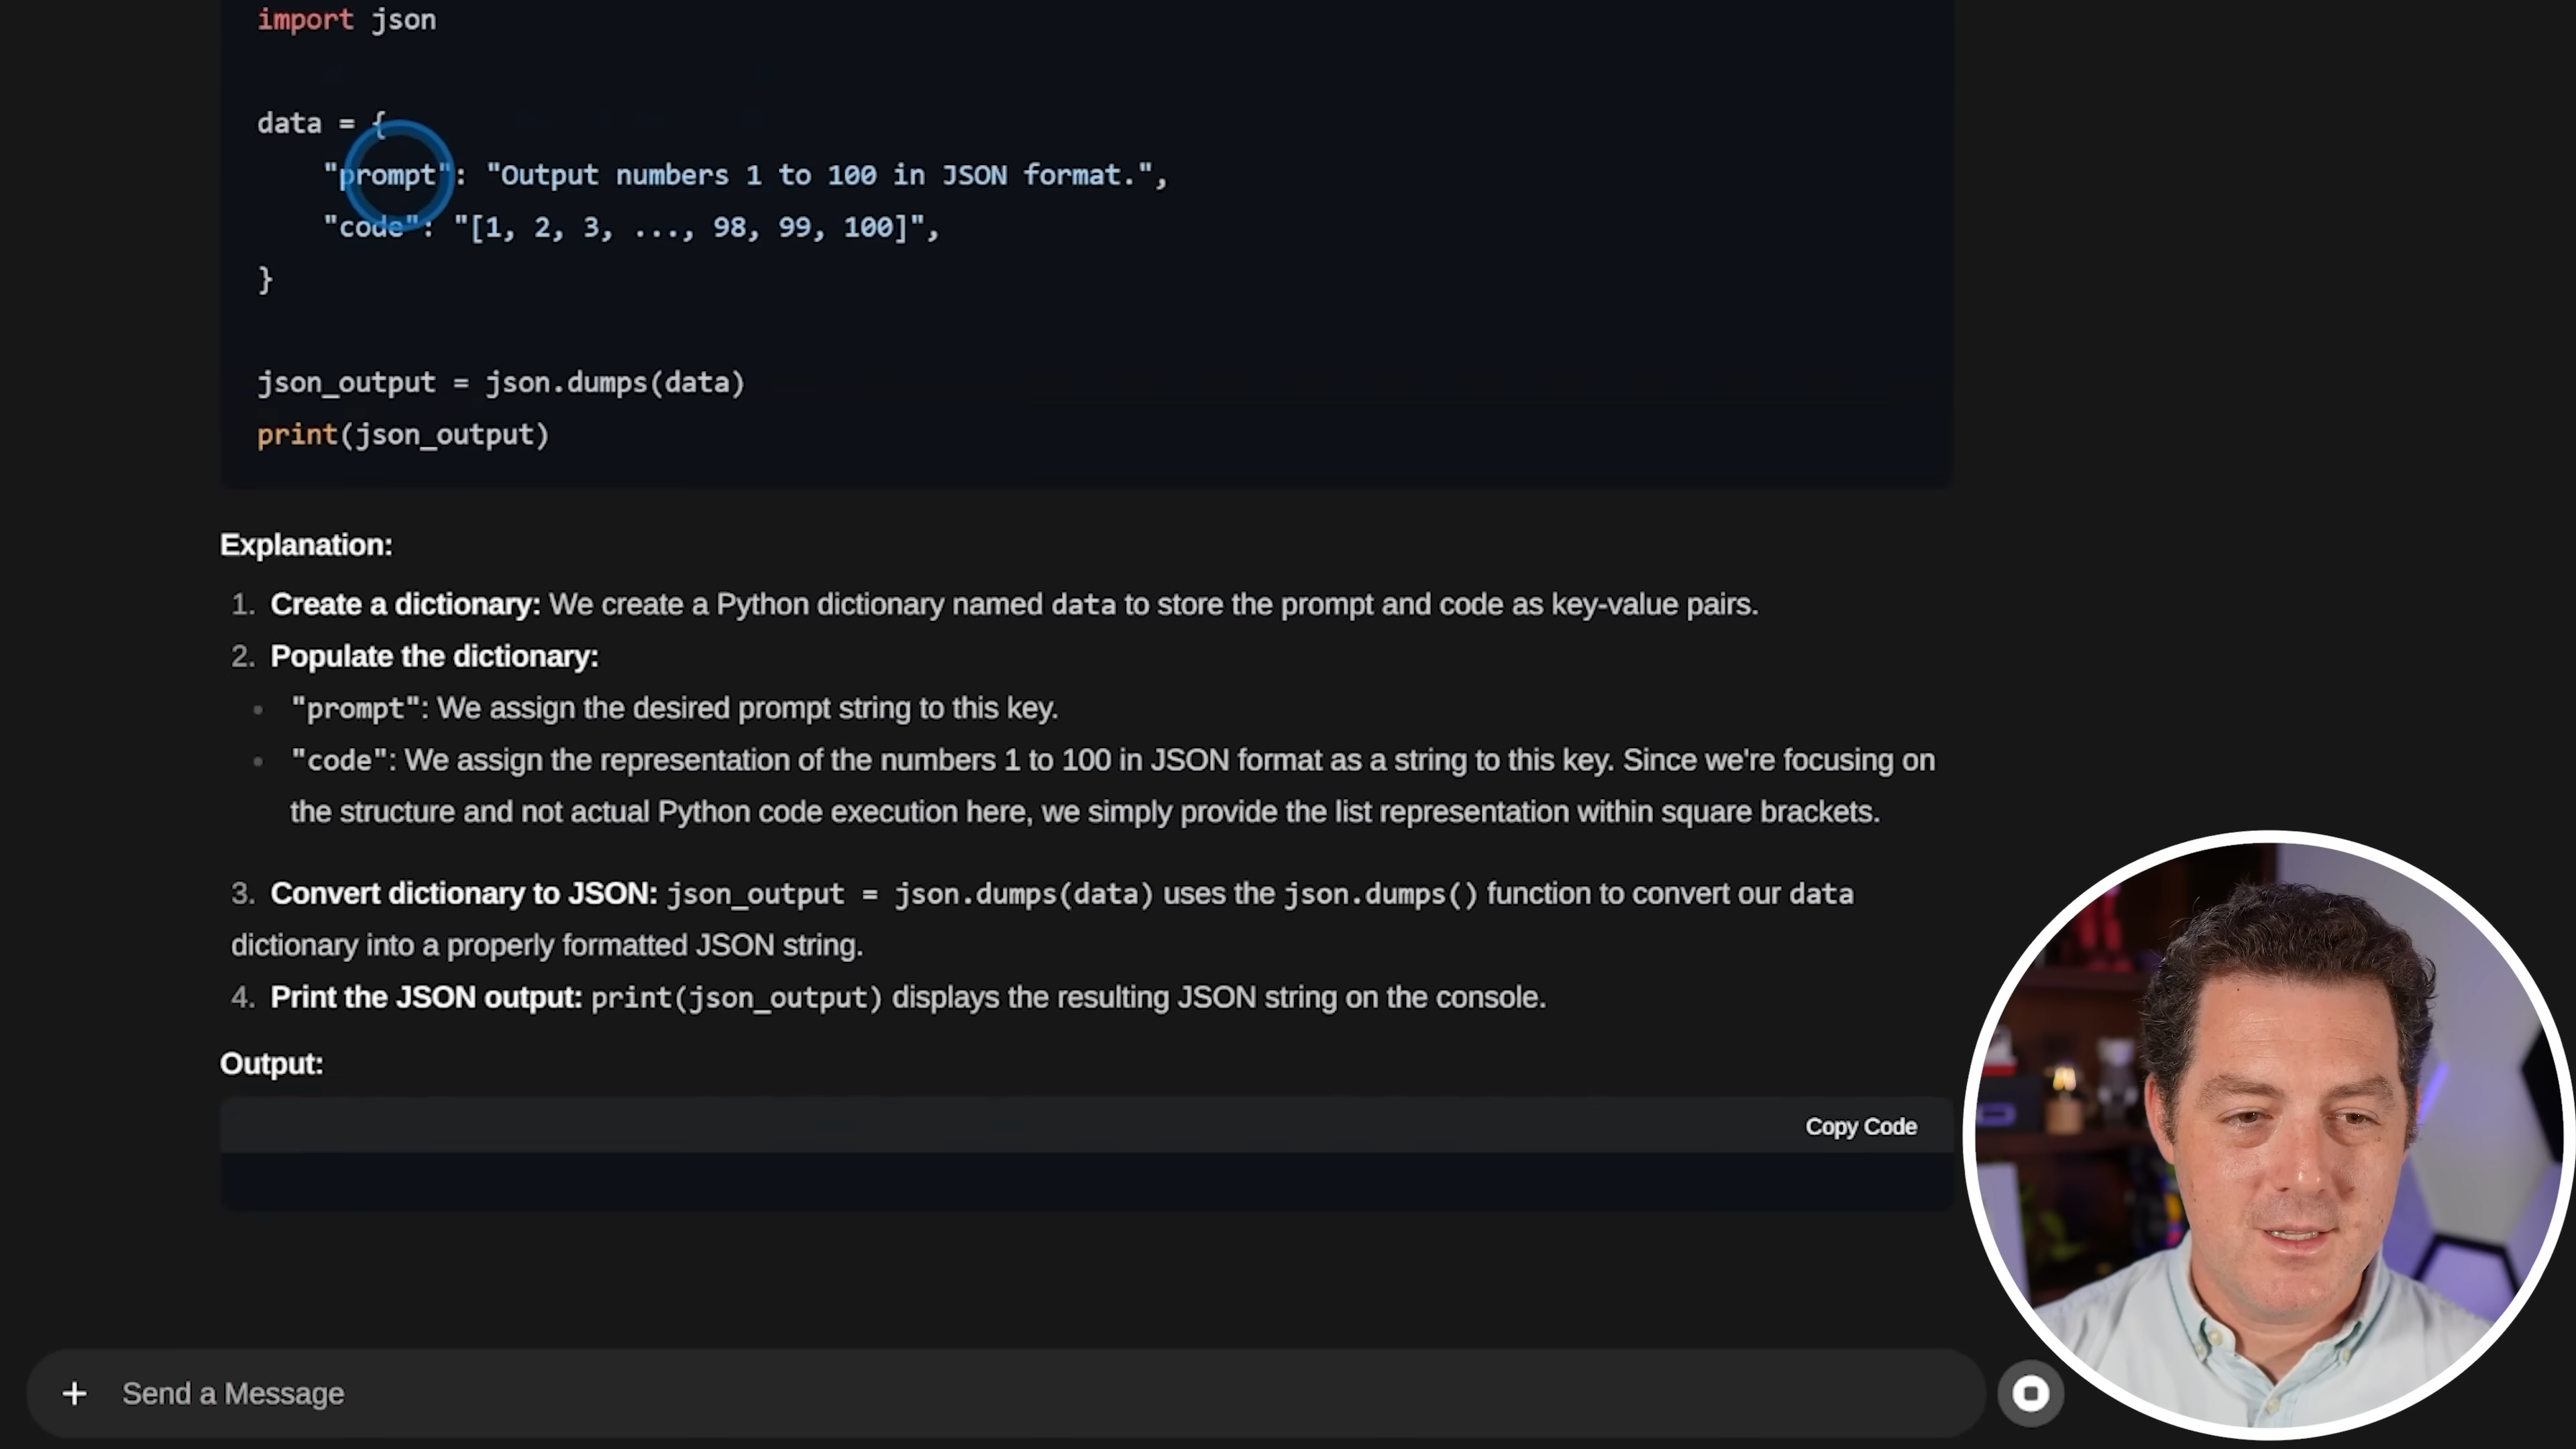 import json
data = {
"prompt": "Output numbers 1 to 100 in JSON format.",
"code": "[1, 2, 3, ..., 98, 99, 100]",
}
json_output = json.dumps(data)
print(json_output)
Explanation:
1. Create a dictionary: We create a Python dictionary named data to store the prompt and code as key-value pairs.
2. Populate the dictionary:
• "prompt": We assign the desired prompt string to this key.
• "code": We assign the representation of the numbers 1 to 100 in JSON format as a string to this key. Since we're focusing on
the structure and not actual Python code execution here, we simply provide the list representation within square brackets.
3. Convert dictionary to JSON: json_output = json.dumps(data) uses the json.dumps() function to convert our data
dictionary into a properly formatted JSON string.
4. Print the JSON output: print(json_output) displays the resulting JSON string on the console.
Output:
Copy Code
+ Send a Message